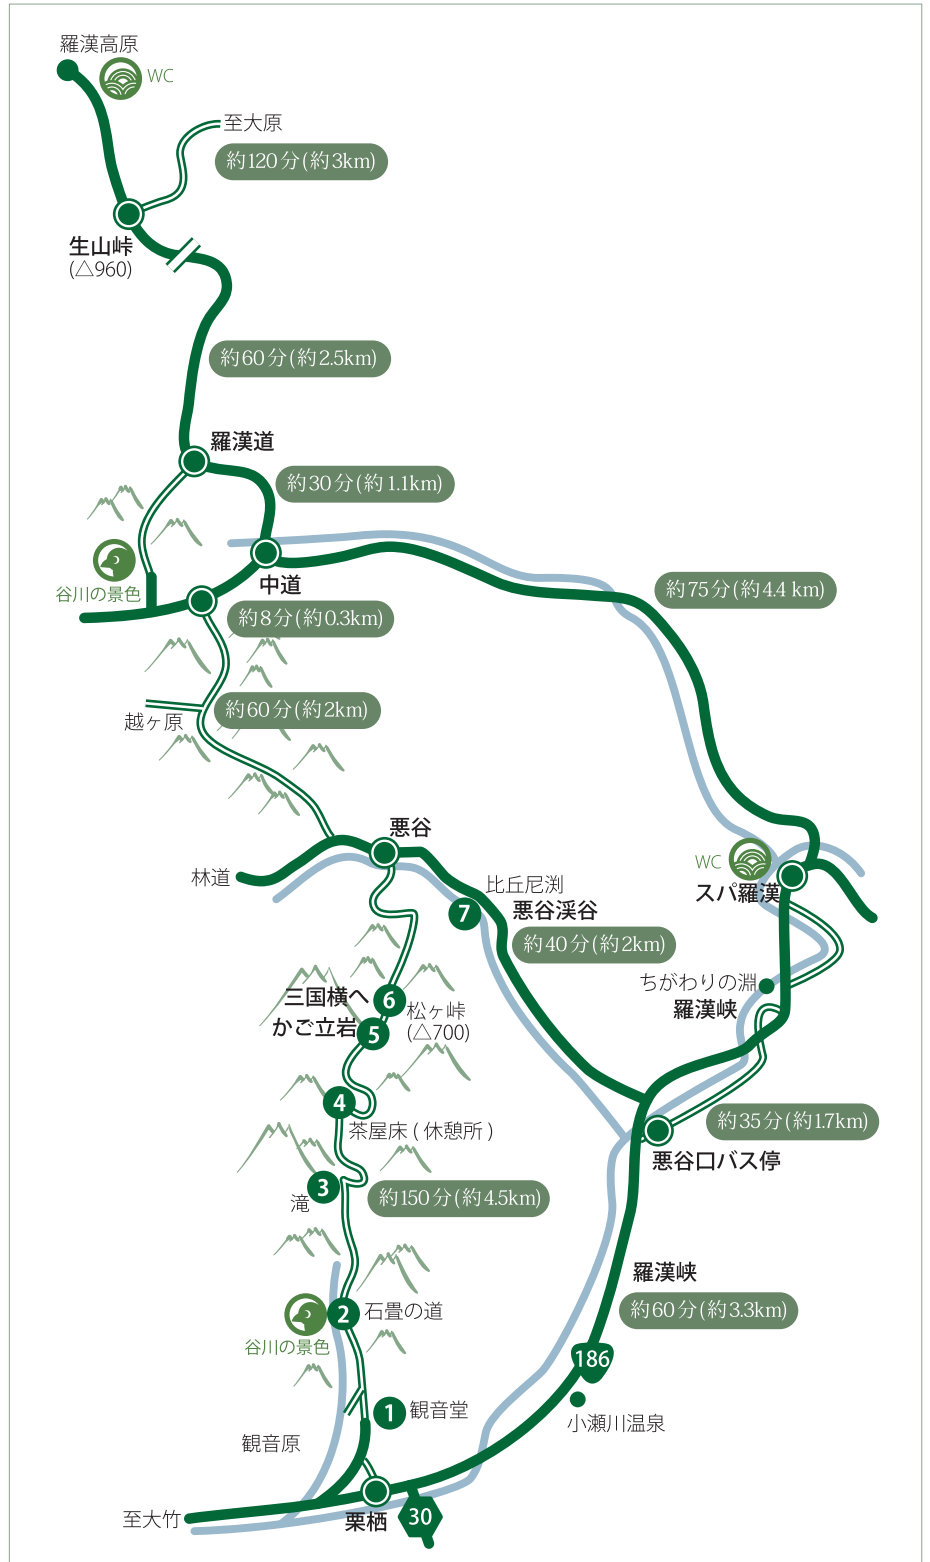 羅漢高原
WC
至大原
約120分(約3km)
生山峠
(△960)
約60分(約2.5km)
羅漢道
約30分(約1.1km)
中道
谷川の景色
約8分(約0.3km)
約75分(約4.4 km)
越ヶ原
約60分(約2km)
悪谷
林道
比丘尼渕
7
悪谷渓谷
約40分(約2km)
WC
スパ羅漢
ちがわりの淵
羅漢峡
三国横へ
6
かご立岩
5
松ヶ峠
(△700)
4
茶屋床 ( 休憩所 )
約35分(約1.7km)
悪谷口バス停
3
滝
約150分(約4.5km)
羅漢峡
約60分(約3.3km)
2
石畳の道
谷川の景色
186
小瀬川温泉
1
観音堂
観音原
至大竹
栗栖
30